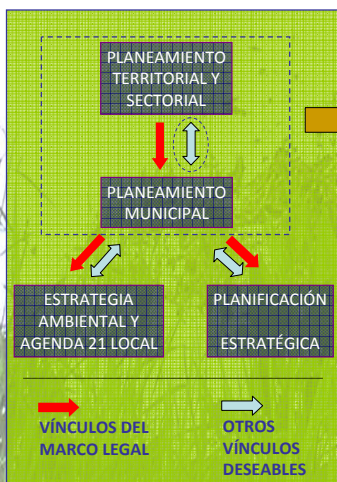 PLANEAMIENTO
TERRITORIAL Y
SECTORIAL
PLANEAMIENTO
MUNICIPAL
ESTRATEGIA
AMBIENTAL Y
AGENDA 21 LOCAL
PLANIFICACIÓN
ESTRATÉGICA
VÍNCULOS DEL
MARCO LEGAL
OTROS
VÍNCULOS
DESEABLES